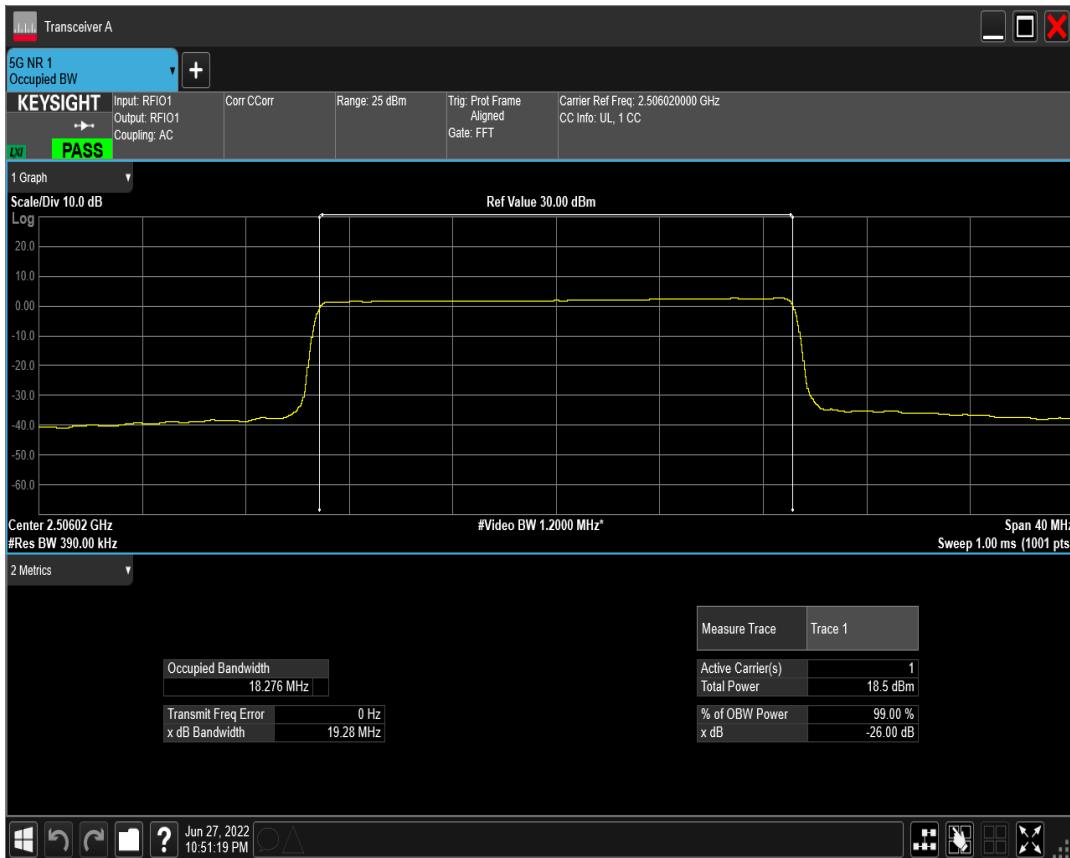 Transceiver A
5G NR 1
Occupied BW
KEYSIGHT
LXI
PASS
Input: RFIO1
Output: RFIO1
Coupling: AC
Corr CCorr
Range: 25 dBm
Trig: Prot Frame
Aligned
Gate: FFT
Carrier Ref Freq: 2.506020000 GHz
CC Info: UL, 1 CC
1 Graph
Scale/Div 10.0 dB
Ref Value 30.00 dBm
Log
20.0
10.0
0.00
-10.0
-20.0
-30.0
-40.0
-50.0
-60.0
Center 2.50602 GHz
#Video BW 1.2000 MHz*
Span 40 MHz
#Res BW 390.00 kHz
Sweep 1.00 ms (1001 pts
2 Metrics
Measure Trace Trace 1
Occupied Bandwidth
18.276 MHz
Active Carrier(s) 1
Total Power 18.5 dBm
Transmit Freq Error 0 Hz
x dB Bandwidth 19.28 MHz
% of OBW Power 99.00 %
x dB -26.00 dB
Jun 27, 2022
10:51:19 PM